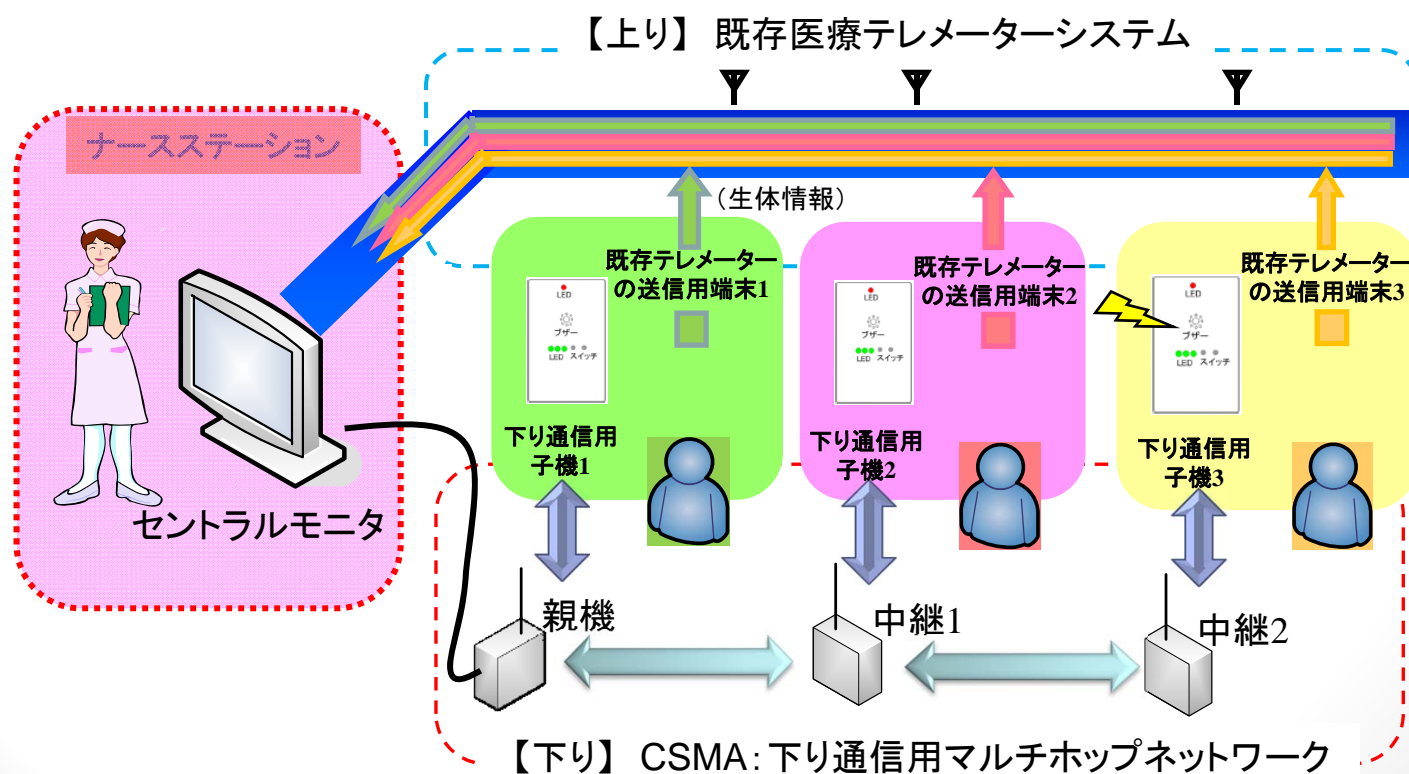 【上り】 既存医療テレメーターシステム
ナースステーション
(生体情報)
既存テレメーター
の送信用端末1
既存テレメーター
の送信用端末2
既存テレメーター
の送信用端末3
LED
ブザー
LED スイッチ
LED
ブザー
LED スイッチ
LED
ブザー
LED スイッチ
下り通信用
子機1
下り通信用
子機2
下り通信用
子機3
セントラルモニタ
親機
中継1
中継2
【下り】 CSMA:下り通信用マルチホップネットワーク